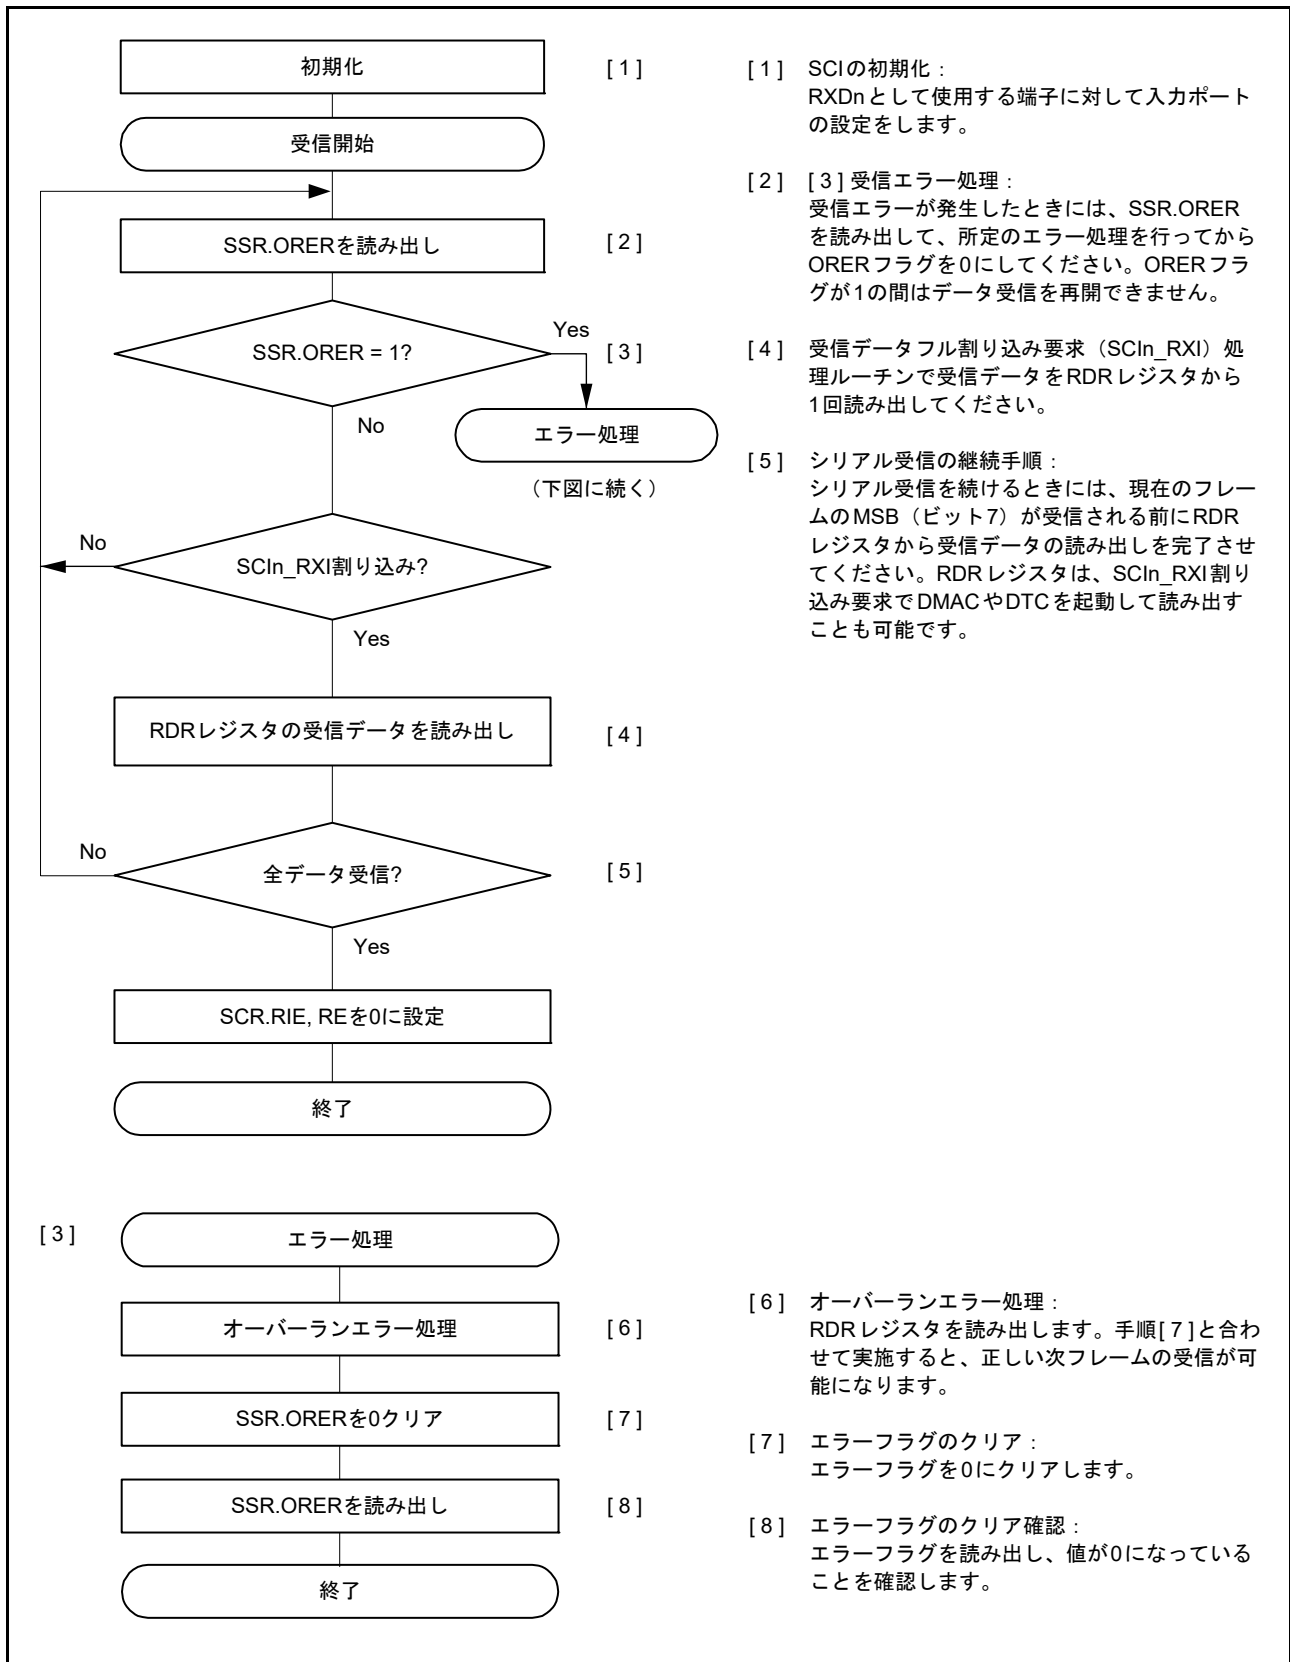 初期化
[ 1 ]
受信開始
SSR.ORERを読み出し
[ 2 ]
SSR.ORER = 1?
Yes
[ 3 ]
No
エラー処理
（下図に続く）
No
SCIn_RXI割り込み?
Yes
RDRレジスタの受信データを読み出し
[ 4 ]
No
全データ受信?
[ 5 ]
Yes
SCR.RIE, REを0に設定
終了
[ 1 ] SCIの初期化：
RXDnとして使用する端子に対して入力ポート
の設定をします。
[ 2 ] [ 3 ] 受信エラー処理：
受信エラーが発生したときには、SSR.ORER
を読み出して、所定のエラー処理を行ってから
ORERフラグを0にしてください。ORERフラ
グが1の間はデータ受信を再開できません。
[ 4 ] 受信データフル割り込み要求（SCIn_RXI）処
理ルーチンで受信データをRDRレジスタから
1回読み出してください。
[ 5 ] シリアル受信の継続手順：
シリアル受信を続けるときには、現在のフレー
ムのMSB（ビット7）が受信される前にRDR
レジスタから受信データの読み出しを完了させ
てください。RDRレジスタは、SCIn_RXI割り
込み要求でDMACやDTCを起動して読み出す
ことも可能です。
[ 3 ]
エラー処理
オーバーランエラー処理
[ 6 ]
SSR.ORERを0クリア
[ 7 ]
SSR.ORERを読み出し
[ 8 ]
終了
[ 6 ] オーバーランエラー処理：
RDRレジスタを読み出します。手順[ 7 ]と合わ
せて実施すると、正しい次フレームの受信が可
能になります。
[ 7 ] エラーフラグのクリア：
エラーフラグを0にクリアします。
[ 8 ] エラーフラグのクリア確認：
エラーフラグを読み出し、値が0になっている
ことを確認します。